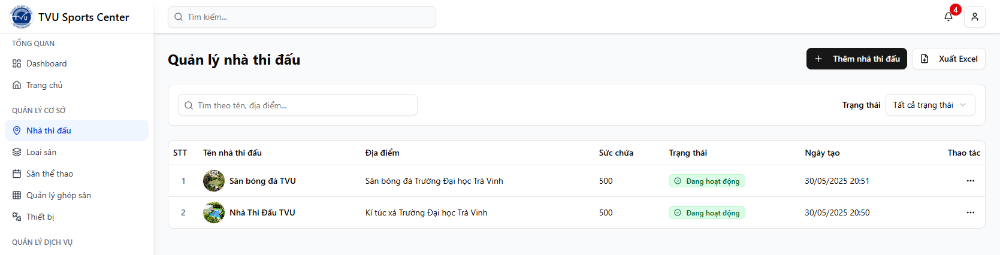 TVU
TVU Sports Center
Tìm kiếm...
4
TỔNG QUAN
Dashboard
Trang chủ
QUẢN LÝ CƠ SỞ
Nhà thi đấu
Loại sân
Sân thể thao
Quản lý ghép sân
Thiết bị
QUẢN LÝ DỊCH VỤ
Quản lý nhà thi đấu
Thêm nhà thi đấu
Xuất Excel
Tìm theo tên, địa điểm...
Trạng thái
Tất cả trạng thái
STT Tên nhà thi đấu Địa điểm Sức chứa Trạng thái Ngày tạo Thao tác
1 Sân bóng đá TVU Sân bóng đá Trường Đại học Trà Vinh 500 Đang hoạt động 30/05/2025 20:51
2 Nhà Thi Đấu TVU Kí túc xá Trường Đại học Trà Vinh 500 Đang hoạt động 30/05/2025 20:50